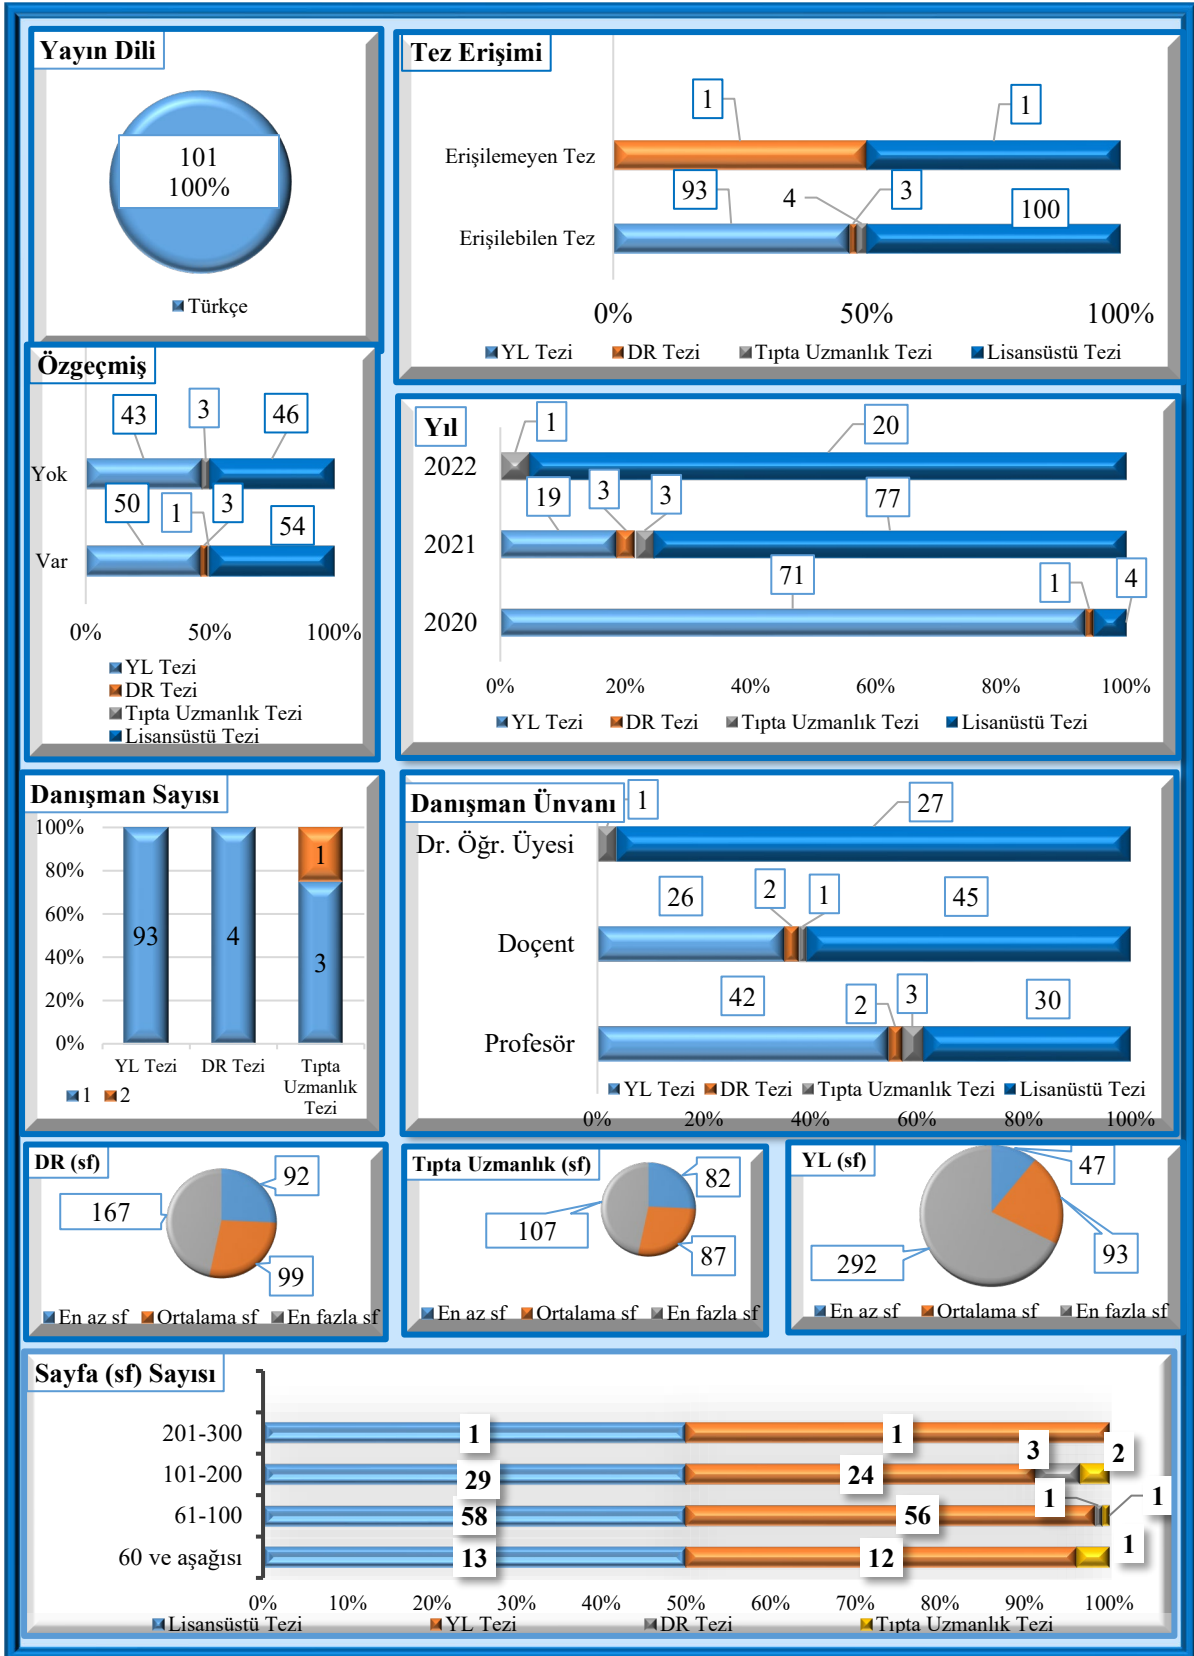 Yayın Dili
101
100%
Türkçe
Tez Erişimi
1
1
Erişilemeyen Tez
93
4
3
100
Erişilebilen Tez
0%
50%
100%
YL Tezi
DR Tezi
Tıpta Uzmanlık Tezi
Lisansüstü Tezi
Özgeçmiş
43
3
46
Yok
50
1
3
54
Var
0%
50%
100%
YL Tezi
DR Tezi
Tıpta Uzmanlık Tezi
Lisansüstü Tezi
Yıl
1
20
2022
19
3
3
77
2021
71
1
4
2020
0%
20%
40%
60%
80%
100%
YL Tezi
DR Tezi
Tıpta Uzmanlık Tezi
Lisanüstü Tezi
Danışman Sayısı
100%
80%
60%
40%
20%
0%
93
4
1
3
YL Tezi
DR Tezi
Tıpta
Uzmanlık
Tezi
1
2
Danışman Ünvanı
1
27
Dr. Öğr. Üyesi
26
2
1
45
Doçent
42
2
3
30
Profesör
YL Tezi
DR Tezi
Tıpta Uzmanlık Tezi
Lisanüstü Tezi
0%
20%
40%
60%
80%
100%
DR (sf)
92
167
99
En az sf
Ortalama sf
En fazla sf
Tıpta Uzmanlık (sf)
82
107
87
En az sf
Ortalama sf
En fazla sf
YL (sf)
47
292
93
En az sf
Ortalama sf
En fazla sf
Sayfa (sf) Sayısı
201-300
1
1
101-200
29
24
3
2
61-100
58
56
1
1
60 ve aşağısı
13
12
1
0%
10%
20%
30%
40%
50%
60%
70%
80%
90%
100%
Lisansüstü Tezi
YL Tezi
DR Tezi
Tıpta Uzmanlık Tezi